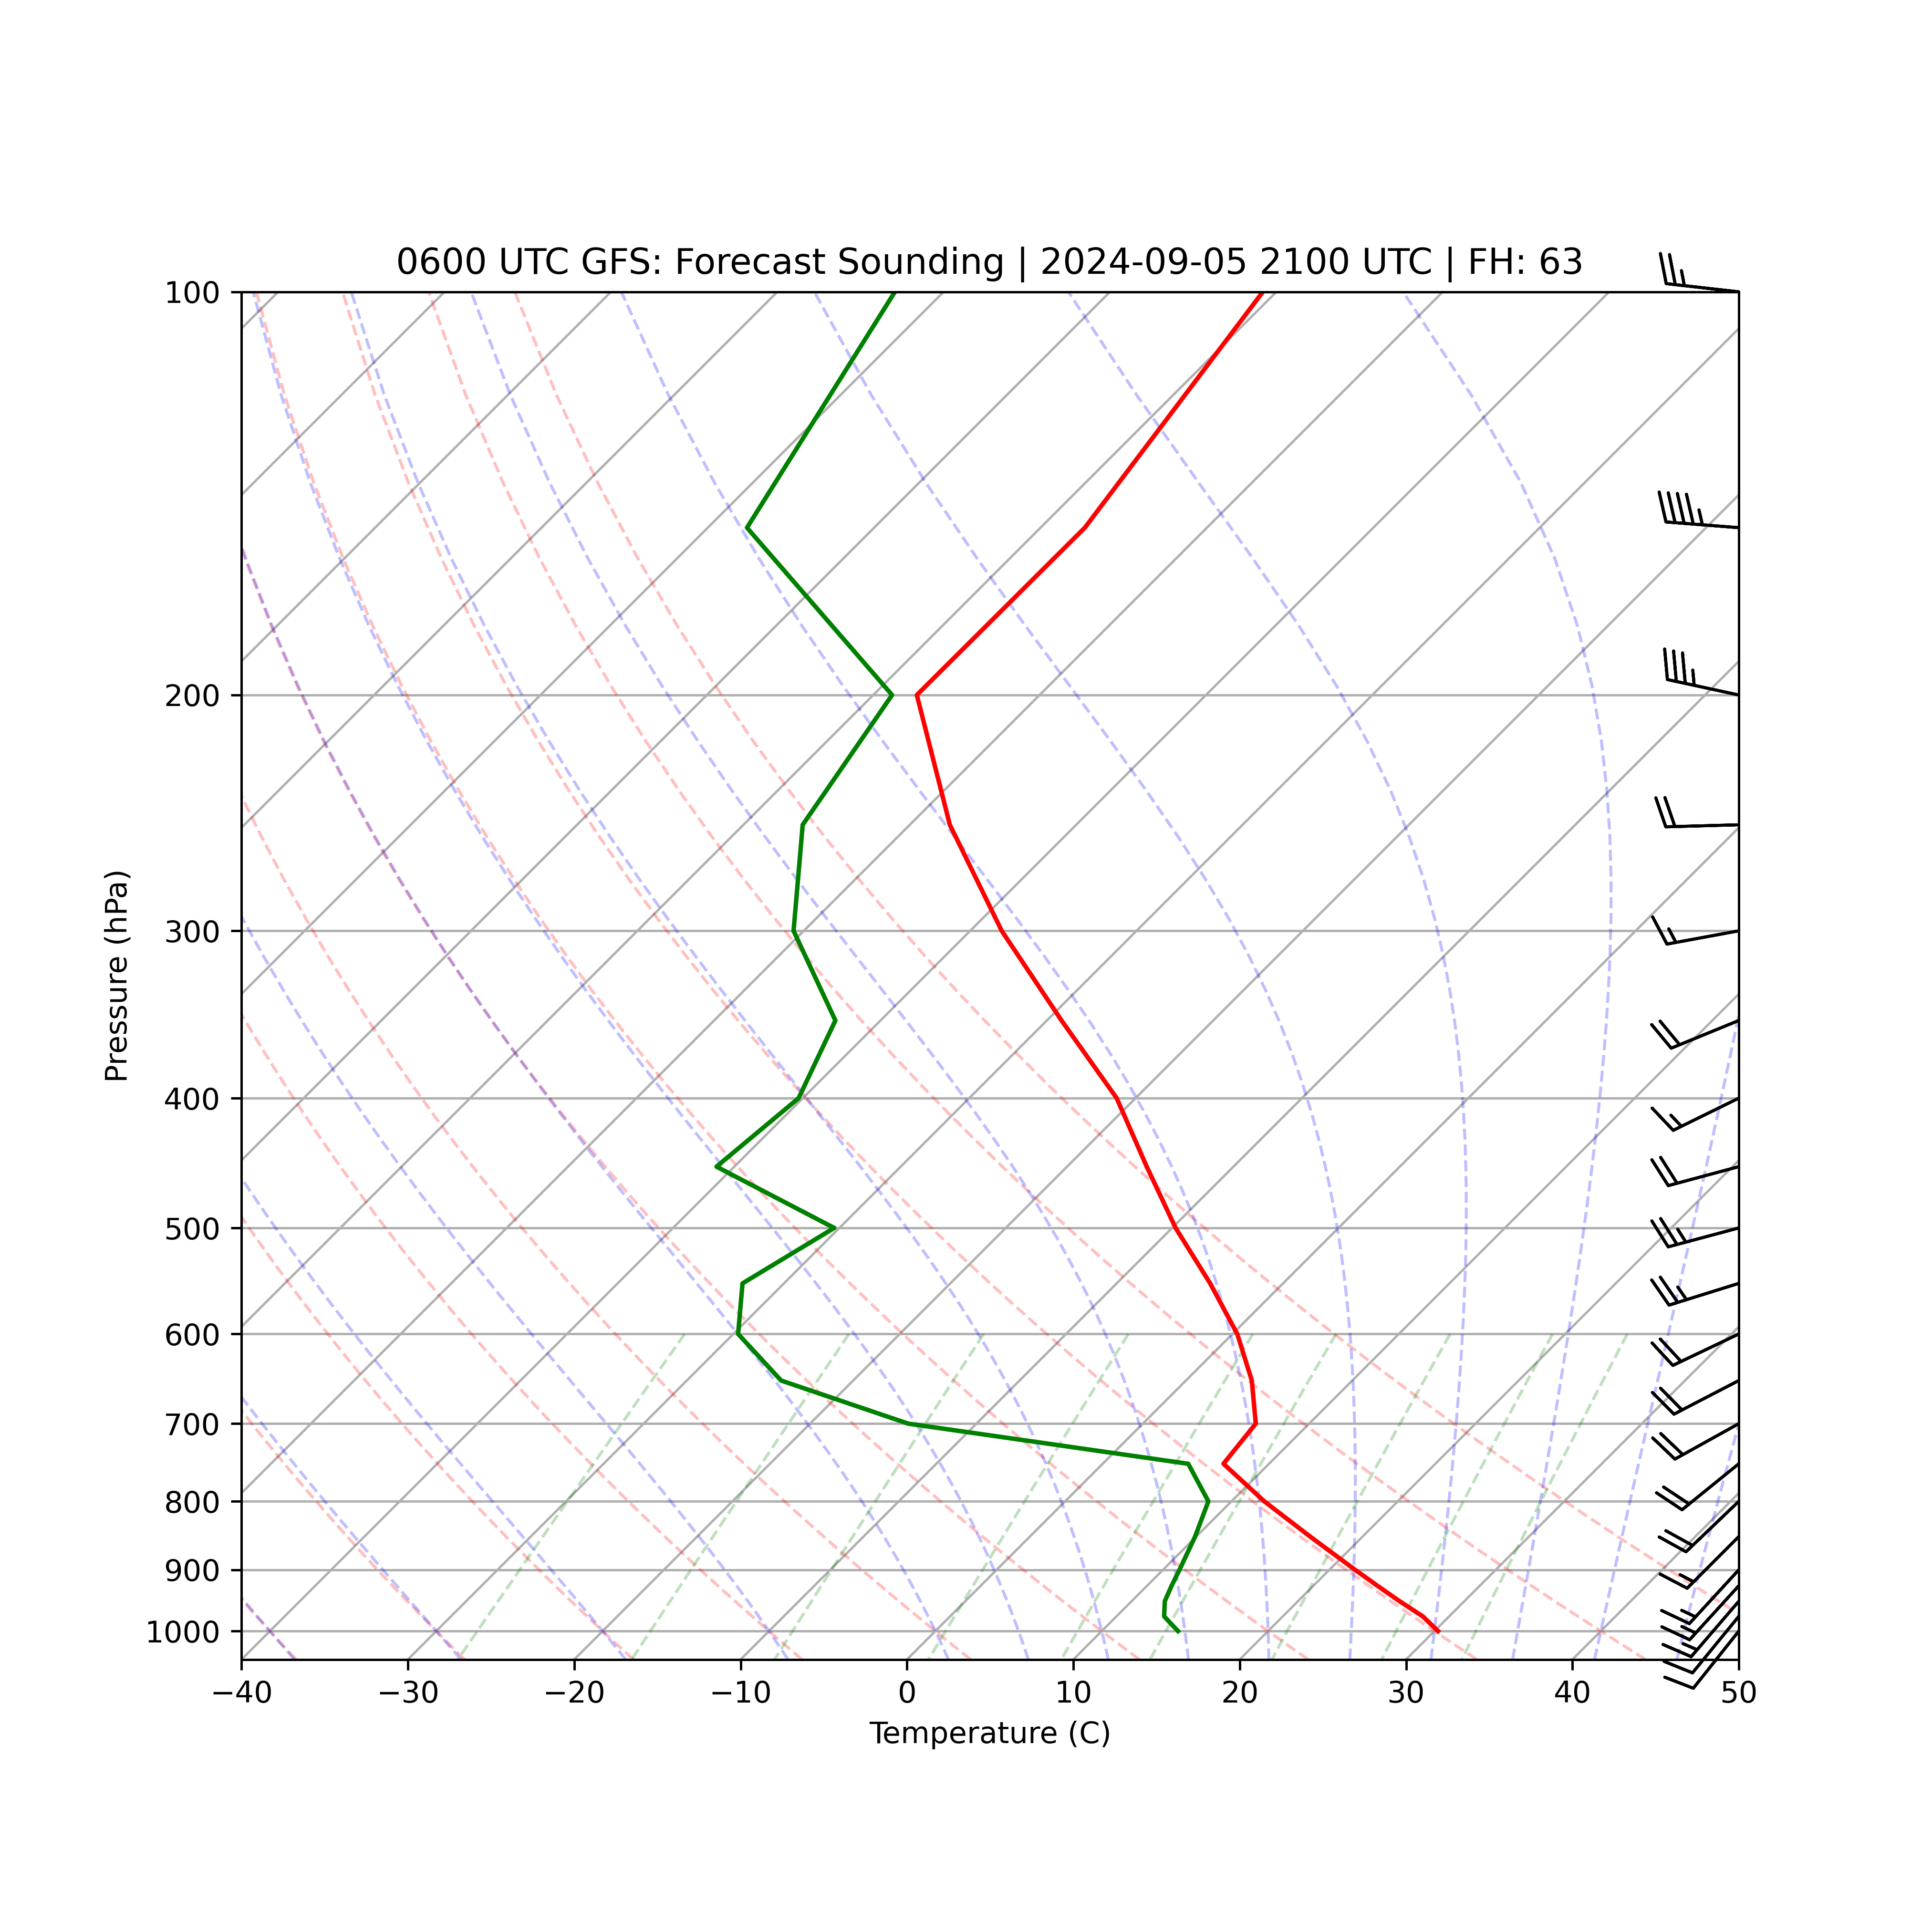 0600 UTC GFS: Forecast Sounding | 2024-09-05 2100 UTC | FH: 63
100
200
300
400
500
600
700
800
900
1000
Pressure (hPa)
−40 −30 −20 −10 0 10 20 30 40 50
Temperature (C)